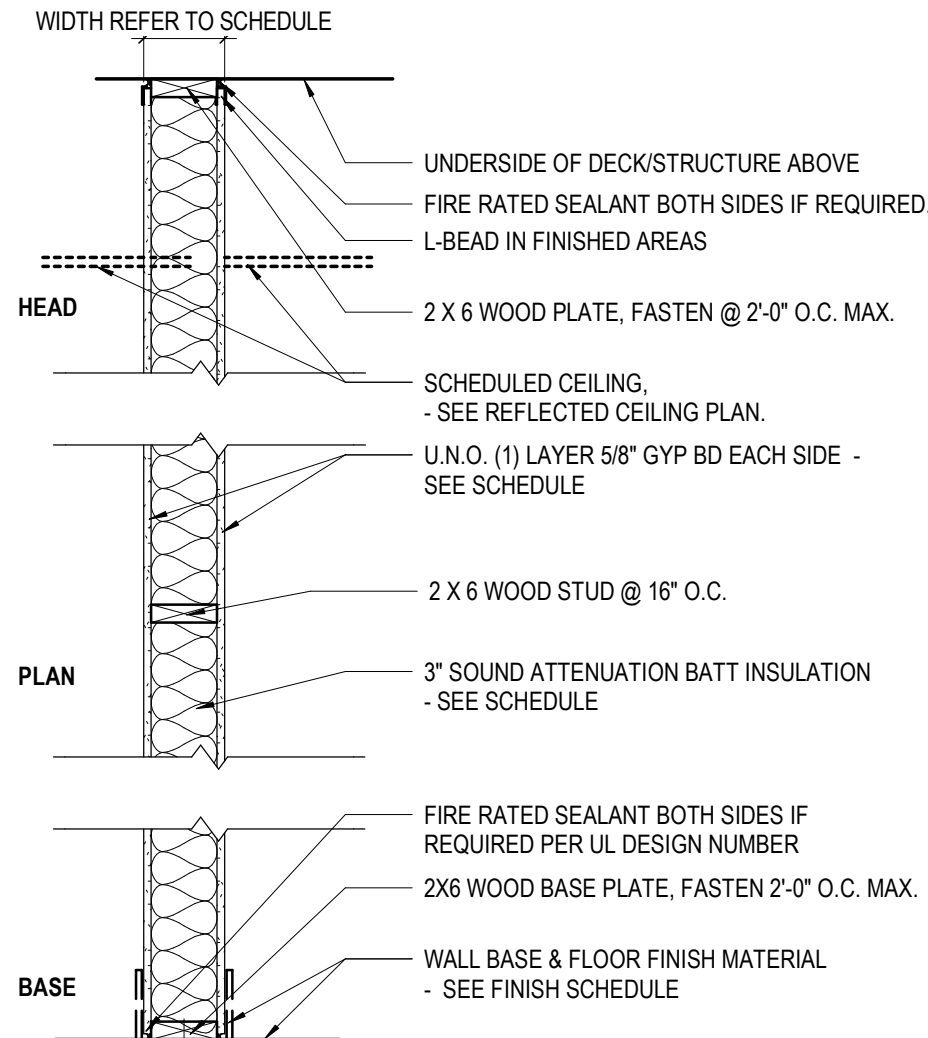 WIDTH REFER TO SCHEDULE
UNDERSIDE OF DECK/STRUCTURE ABOVE
FIRE RATED SEALANT BOTH SIDES IF REQUIRED.
L-BEAD IN FINISHED AREAS
HEAD
2 X 6 WOOD PLATE, FASTEN @ 2'-0" O.C. MAX.
SCHEDULED CEILING,
- SEE REFLECTED CEILING PLAN.
U.N.O. (1) LAYER 5/8" GYP BD EACH SIDE -
SEE SCHEDULE
2 X 6 WOOD STUD @ 16" O.C.
PLAN
3" SOUND ATTENUATION BATT INSULATION
- SEE SCHEDULE
FIRE RATED SEALANT BOTH SIDES IF
REQUIRED PER UL DESIGN NUMBER
2X6 WOOD BASE PLATE, FASTEN 2'-0" O.C. MAX.
BASE
WALL BASE & FLOOR FINISH MATERIAL
- SEE FINISH SCHEDULE